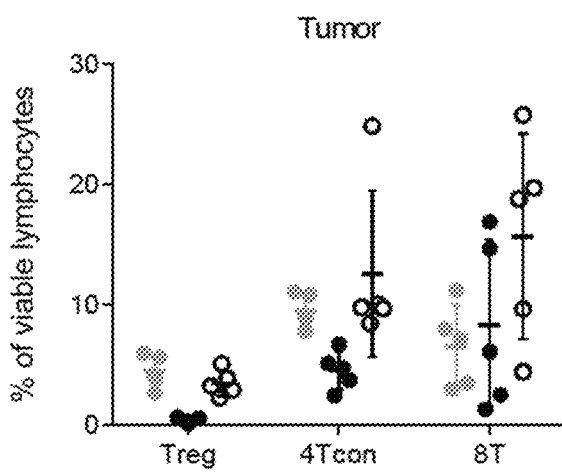 Tumor
% of viable lymphocytes
30
20
10
0
Treg
4Tcon
8T